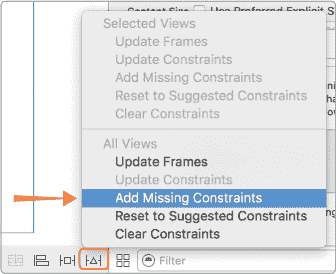 Content Size
Use Preferred Explicit S
Selected Views
Update Frames
Update Constraints
Add Missing Constraints
Reset to Suggested Constraints
Clear Constraints
All Views
Update Frames
Update Constraints
Add Missing Constraints
Reset to Suggested Constraints
Clear Constraints
Filter